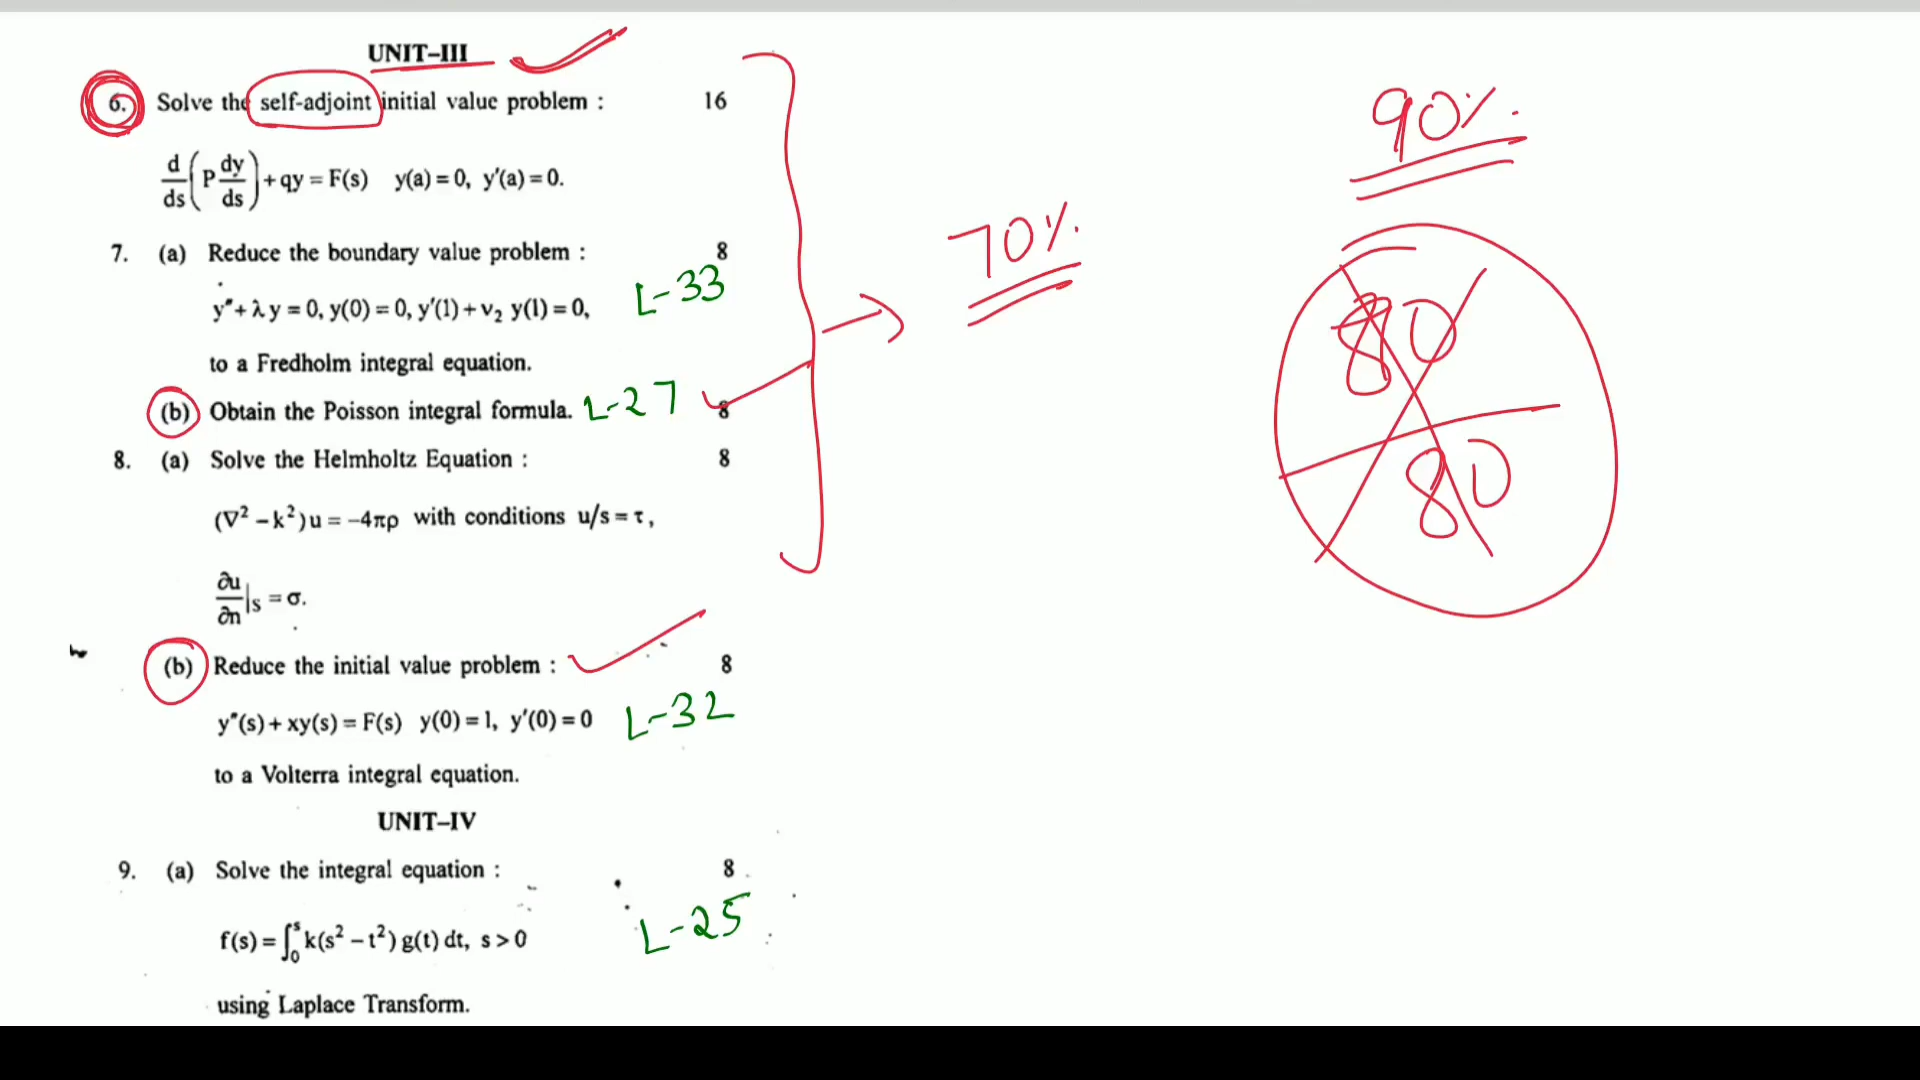 UNIT–III
6. Solve the self-adjoint initial value problem : 16
d/ds (P dy/ds) + qy = F(s) y(a) = 0, y′(a) = 0.
7. (a) Reduce the boundary value problem : 8
y″ + λy = 0, y(0) = 0, y′(1) + ν₂ y(1) = 0, L-33
to a Fredholm integral equation.
(b) Obtain the Poisson integral formula. L-27 8
8. (a) Solve the Helmholtz Equation : 8
(∇² – k²)u = –4πρ with conditions u/s = τ,
∂u/∂n|s = σ.
(b) Reduce the initial value problem : 8
y″(s) + xy(s) = F(s) y(0) = 1, y′(0) = 0 L-32
to a Volterra integral equation.
UNIT–IV
9. (a) Solve the integral equation : 8
f(s) = ∫₀ˢ k(s² – t²) g(t) dt, s > 0 L-25
using Laplace Transform.
70%
90%
80
80